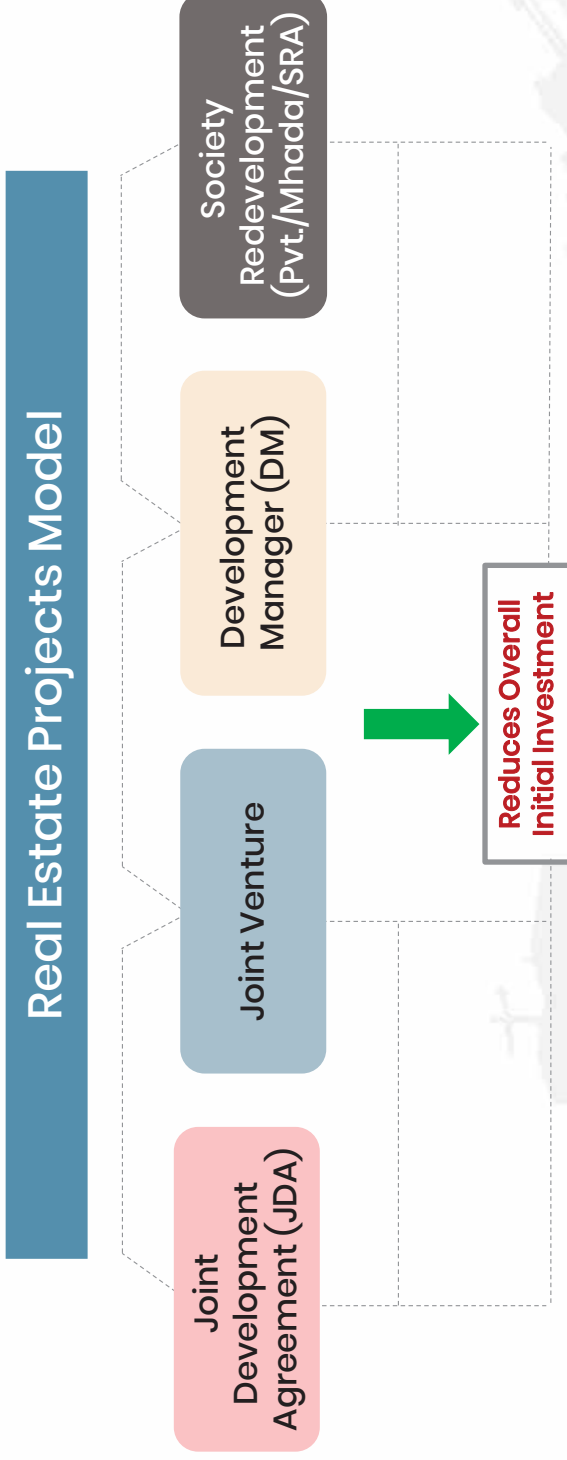 Real Estate Projects Model
Joint
Development
Agreement (JDA)
Joint Venture
Development
Manager (DM)
Society
Redevelopment
(Pvt./Mhada/SRA)
Reduces Overall
Initial Investment